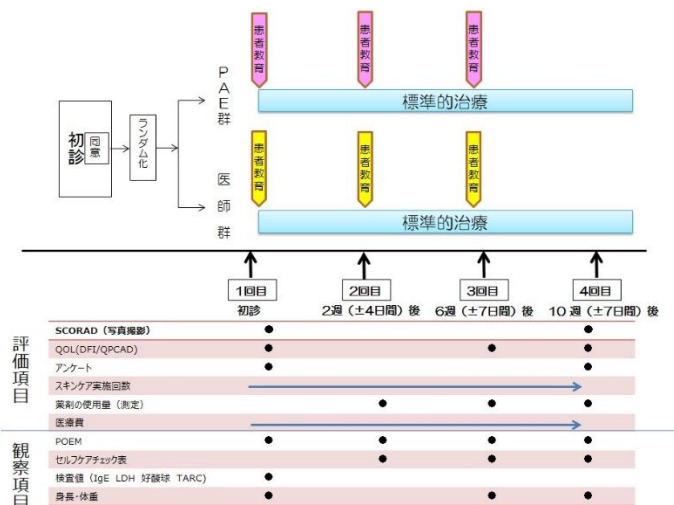 患者教育
患者教育
患者教育
PAE群
標準的治療
初診
同意
ランダム化
患者教育
患者教育
患者教育
医師群
標準的治療
1回目
2回目
3回目
4回目
初診
2週（±4日間）後
6週（±7日間）後
10週（±7日間）後
評価項目
SCORAD（写真撮影）
QOL(DFI/QPCAD)
アンケート
スキンケア実施回数
薬剤の使用量（測定）
医療費
観察項目
POEM
セルフケアチェック表
検査値（IgE LDH 好酸球 TARC)
身長・体重